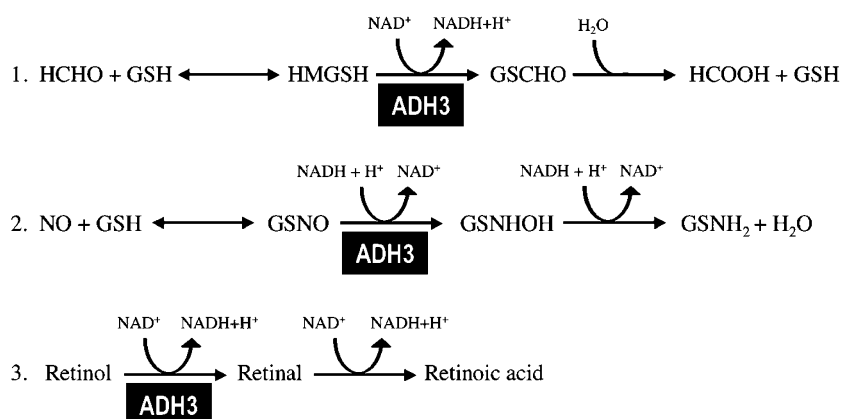 NAD⁺ NADH+H⁺ H₂O
1. HCHO + GSH HMGSH GSCHO HCOOH + GSH
ADH3
NADH + H⁺ NAD⁺ NADH + H⁺ NAD⁺
2. NO + GSH GSNO GSNHOH GSNH₂ + H₂O
ADH3
NAD⁺ NADH+H⁺ NAD⁺ NADH+H⁺
3. Retinol Retinal Retinoic acid
ADH3